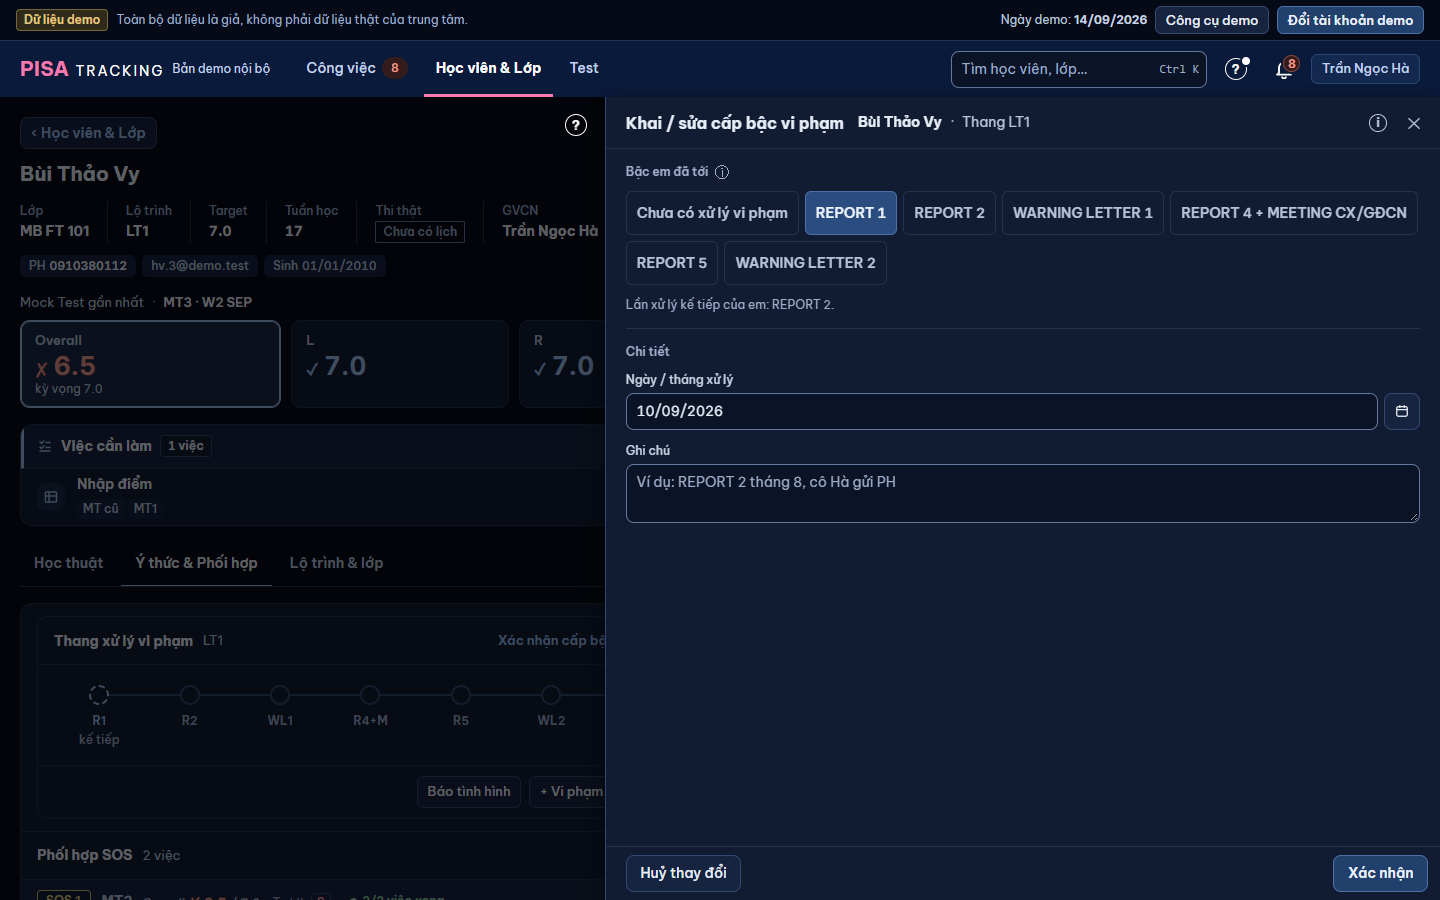 Dữ liệu demo Toàn bộ dữ liệu là giả, không phải dữ liệu thật của trung tâm. Ngày demo: 14/09/2026 Công cụ demo Đổi tài khoản demo
PISA TRACKING Bản demo nội bộ Công việc 8 Học viên & Lớp Test Tìm học viên, lớp... Ctrl K ? 8 Trần Ngọc Hà
‹ Học viên & Lớp ?
Bùi Thảo Vy
Lớp Lộ trình Target Tuần học Thi thật GVCN
MB FT 101 LT1 7.0 17 Chưa có lịch Trần Ngọc Hà
PH 0910380112 hv.3@demo.test Sinh 01/01/2010
Mock Test gần nhất · MT3 · W2 SEP
Overall L R
✗ 6.5 ✓ 7.0 ✓ 7.0
kỳ vọng 7.0
Việc cần làm 1 việc
Nhập điểm
MT cũ MT1
Học thuật Ý thức & Phối hợp Lộ trình & lớp
Thang xử lý vi phạm LT1 Xác nhận cấp
R1 R2 WL1 R4+M R5 WL2
kế tiếp
Báo tình hình + Vi phạm
Phối hợp SOS 2 việc
Khai / sửa cấp bậc vi phạm Bùi Thảo Vy · Thang LT1
Bậc em đã tới
Chưa có xử lý vi phạm REPORT 1 REPORT 2 WARNING LETTER 1 REPORT 4 + MEETING CX/GĐCN
REPORT 5 WARNING LETTER 2
Lần xử lý kế tiếp của em: REPORT 2.
Chi tiết
Ngày / tháng xử lý
10/09/2026
Ghi chú
Ví dụ: REPORT 2 tháng 8, cô Hà gửi PH
Huỷ thay đổi Xác nhận